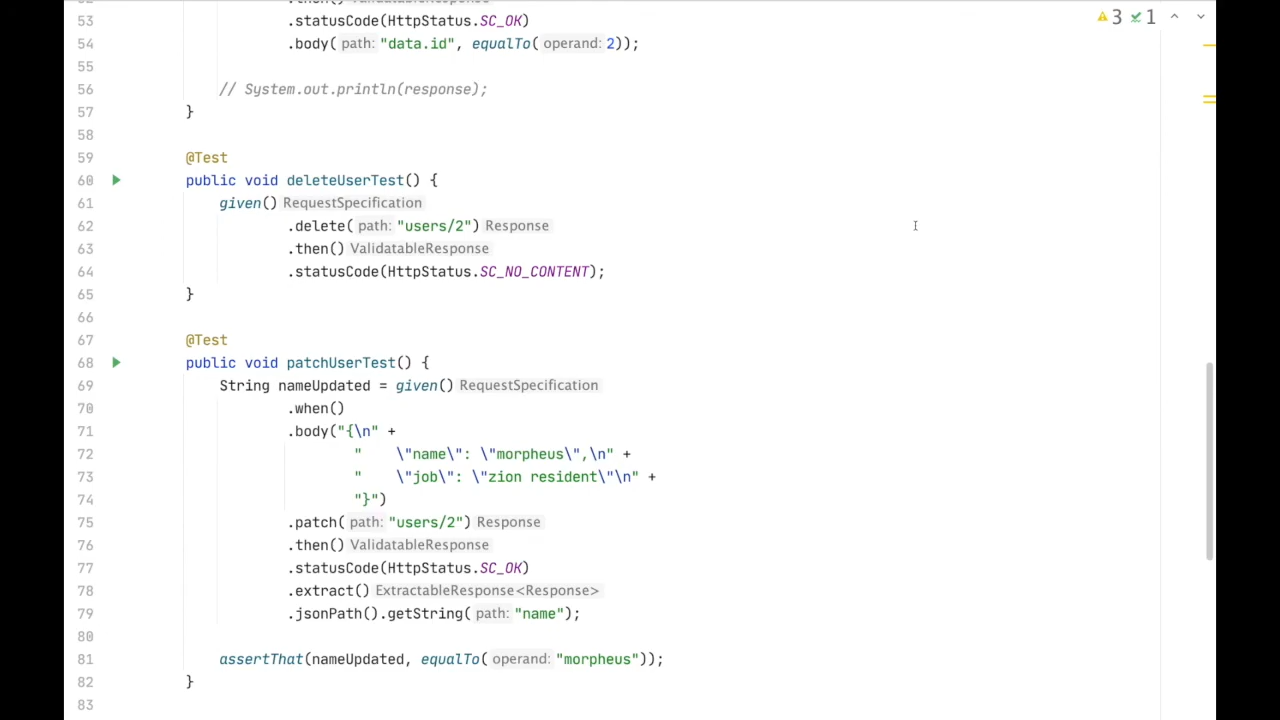 53 .statusCode(HttpStatus.SC_OK)
54 .body( path: "data.id", equalTo( operand: 2));
55
56 // System.out.println(response);
57 }
58
59 @Test
60 public void deleteUserTest() {
61 given() RequestSpecification
62 .delete( path: "users/2") Response
63 .then() ValidatableResponse
64 .statusCode(HttpStatus.SC_NO_CONTENT);
65 }
66
67 @Test
68 public void patchUserTest() {
69 String nameUpdated = given() RequestSpecification
70 .when()
71 .body("{\n" +
72 "    \"name\": \"morpheus\",\n" +
73 "    \"job\": \"zion resident\"\n" +
74 "}")
75 .patch( path: "users/2") Response
76 .then() ValidatableResponse
77 .statusCode(HttpStatus.SC_OK)
78 .extract() ExtractableResponse<Response>
79 .jsonPath().getString( path: "name");
80
81 assertThat(nameUpdated, equalTo( operand: "morpheus"));
82 }
83
3 1